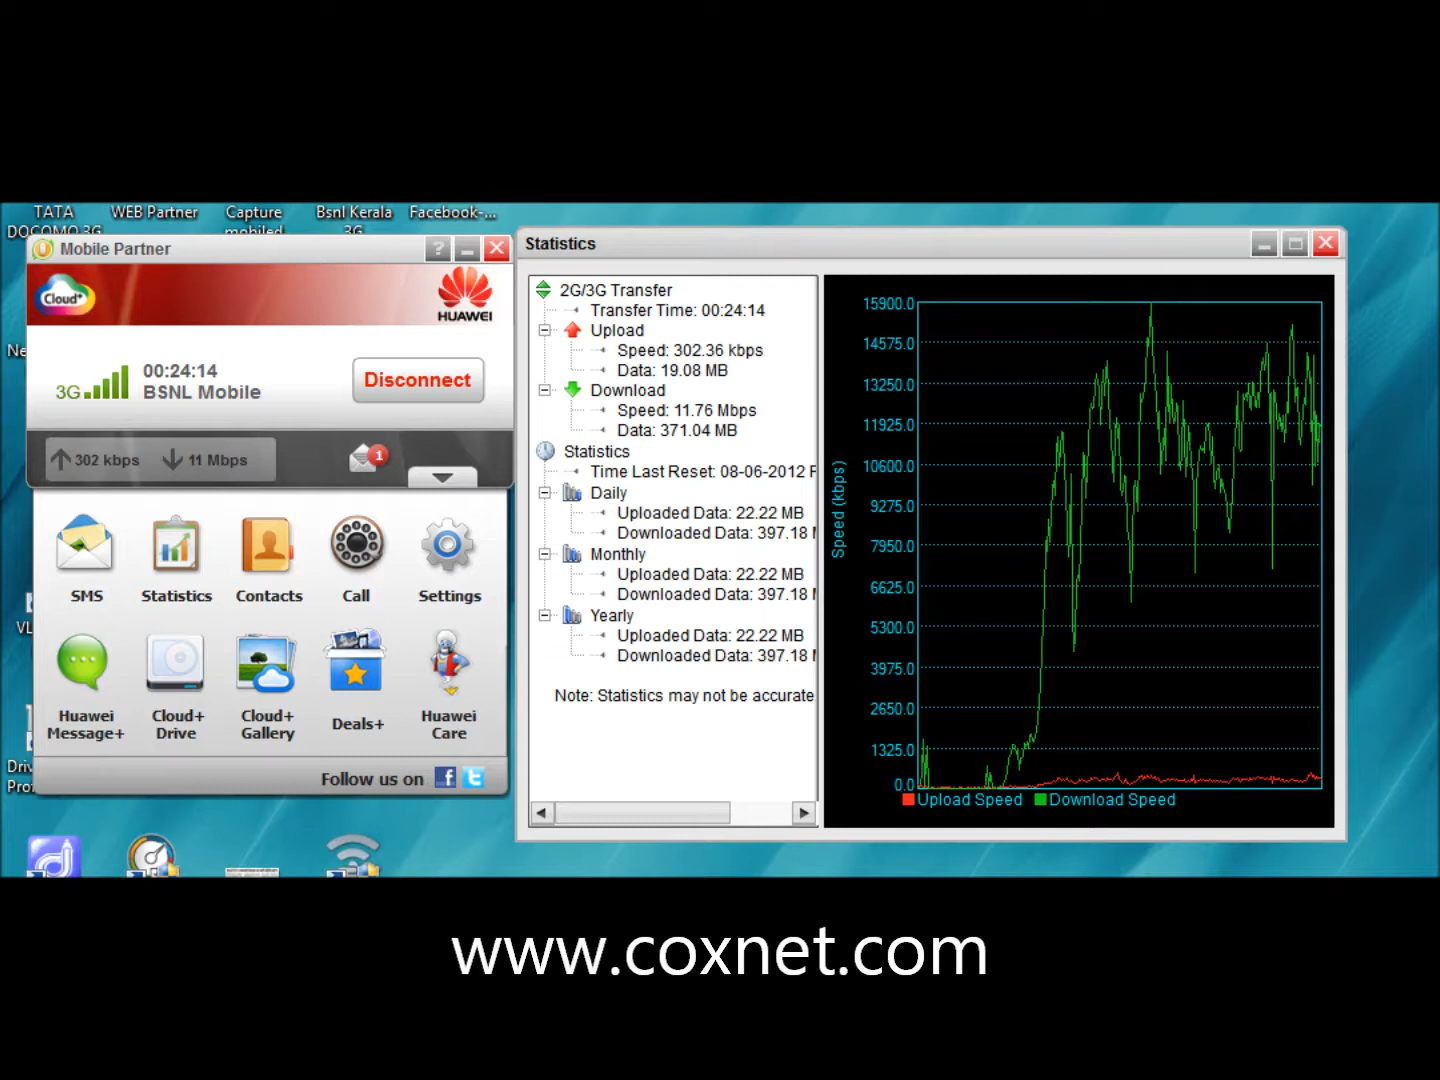 TATA
DOCOMO 3G
WEB Partner
Capture
mobiled
Bsnl Kerala
3G
Facebook-...
Mobile Partner
?
Cloud+
HUAWEI
3G
00:24:14
BSNL Mobile
Disconnect
302 kbps
11 Mbps
1
SMS
Statistics
Contacts
Call
Settings
Huawei
Message+
Cloud+
Drive
Cloud+
Gallery
Deals+
Huawei
Care
Follow us on
Statistics
2G/3G Transfer
Transfer Time: 00:24:14
Upload
Speed: 302.36 kbps
Data: 19.08 MB
Download
Speed: 11.76 Mbps
Data: 371.04 MB
Statistics
Time Last Reset: 08-06-2012
Daily
Uploaded Data: 22.22 MB
Downloaded Data: 397.18
Monthly
Uploaded Data: 22.22 MB
Downloaded Data: 397.18
Yearly
Uploaded Data: 22.22 MB
Downloaded Data: 397.18
Note: Statistics may not be accurate
Speed (kbps)
15900.0
14575.0
13250.0
11925.0
10600.0
9275.0
7950.0
6625.0
5300.0
3975.0
2650.0
1325.0
0.0
Upload Speed
Download Speed
www.coxnet.com